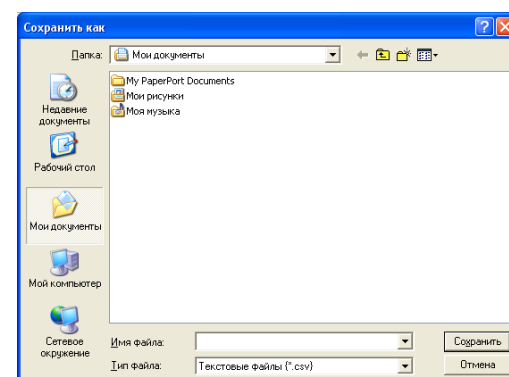 Сохранить как
Папка: Мои документы
My PaperPort Documents
Мои рисунки
Моя музыка
Недавние
документы
Рабочий стол
Мои документы
Мой компьютер
Сетевое
окружение
Имя файла:
Сохранить
Тип файла: Текстовые файлы (*.csv)
Отмена